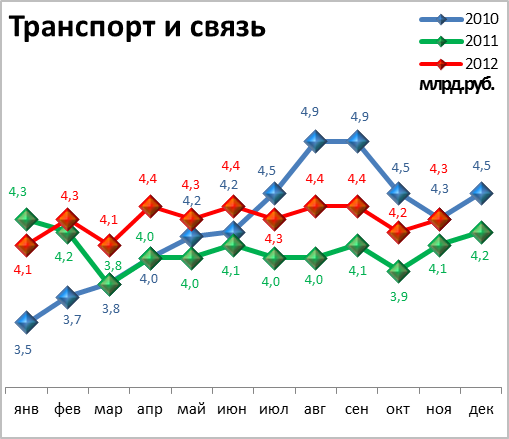 Транспорт и связь
2010
2011
2012
млрд.руб.
4,9 4,9
4,3 4,3 4,4 4,3 4,4 4,5 4,4 4,4 4,5 4,3 4,5
4,1 4,2 4,2 4,3
4,1 4,2 3,8 4,0 4,3 4,2
3,8 4,0 4,0 4,1 4,0 4,0 4,1 3,9 4,1 4,2
3,5 3,7
янв фев мар апр май июн июл авг сен окт ноя дек